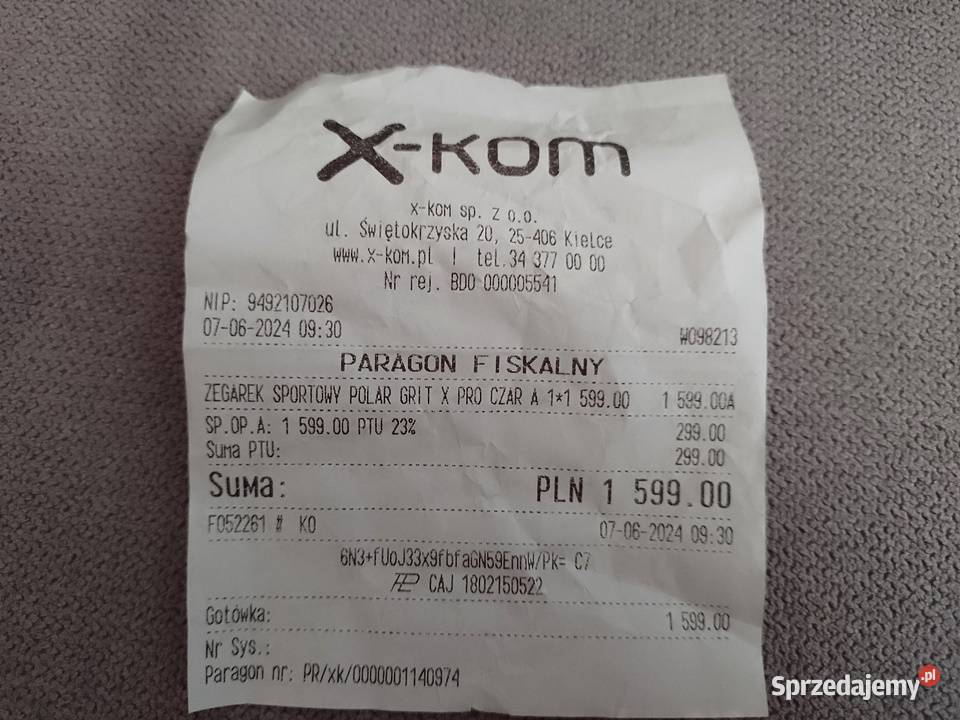 x-kom
x-kom sp. z o.o.
ul. Świętokrzyska 20, 25-406 Kielce
www.x-kom.pl | tel.34 377 00 00
Nr rej. BDO 000005541
NIP: 9492107026
07-06-2024 09:30 W098213
PARAGON FISKALNY
ZEGAREK SPORTOWY POLAR GRIT X PRO CZAR A 1*1 599.00 1 599.00A
SP.OP.A: 1 599.00 PTU 23% 299.00
Suma PTU: 299.00
Suma: PLN 1 599.00
F052261 # KO 07-06-2024 09:30
6N3+fUoJ33x9fbfaGN59EnnW/Pk= C7
CAJ 1802150522
Gotówka: 1 599.00
Nr Sys.:
Paragon nr: PR/xk/0000001140974
Sprzedajemy.pl